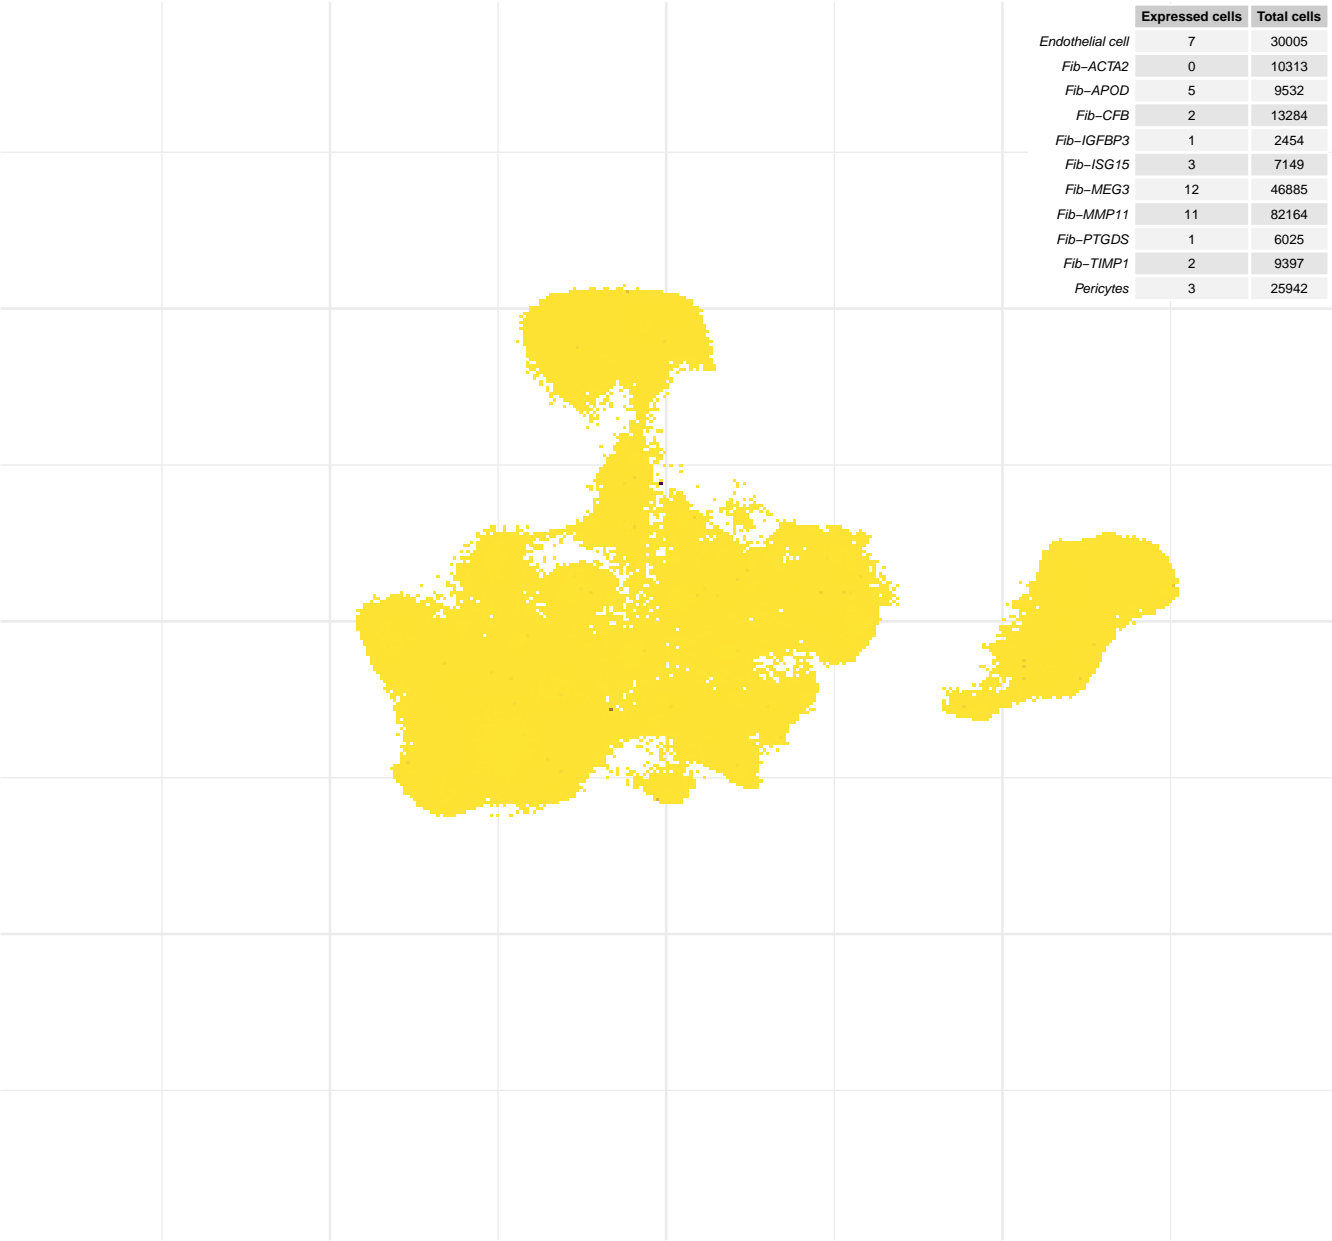 Expressed cells Total cells
Endothelial cell 7 30005
Fib−ACTA2 0 10313
Fib−APOD 5 9532
Fib−CFB 2 13284
Fib−IGFBP3 1 2454
Fib−ISG15 3 7149
Fib−MEG3 12 46885
Fib−MMP11 11 82164
Fib−PTGDS 1 6025
Fib−TIMP1 2 9397
Pericytes 3 25942